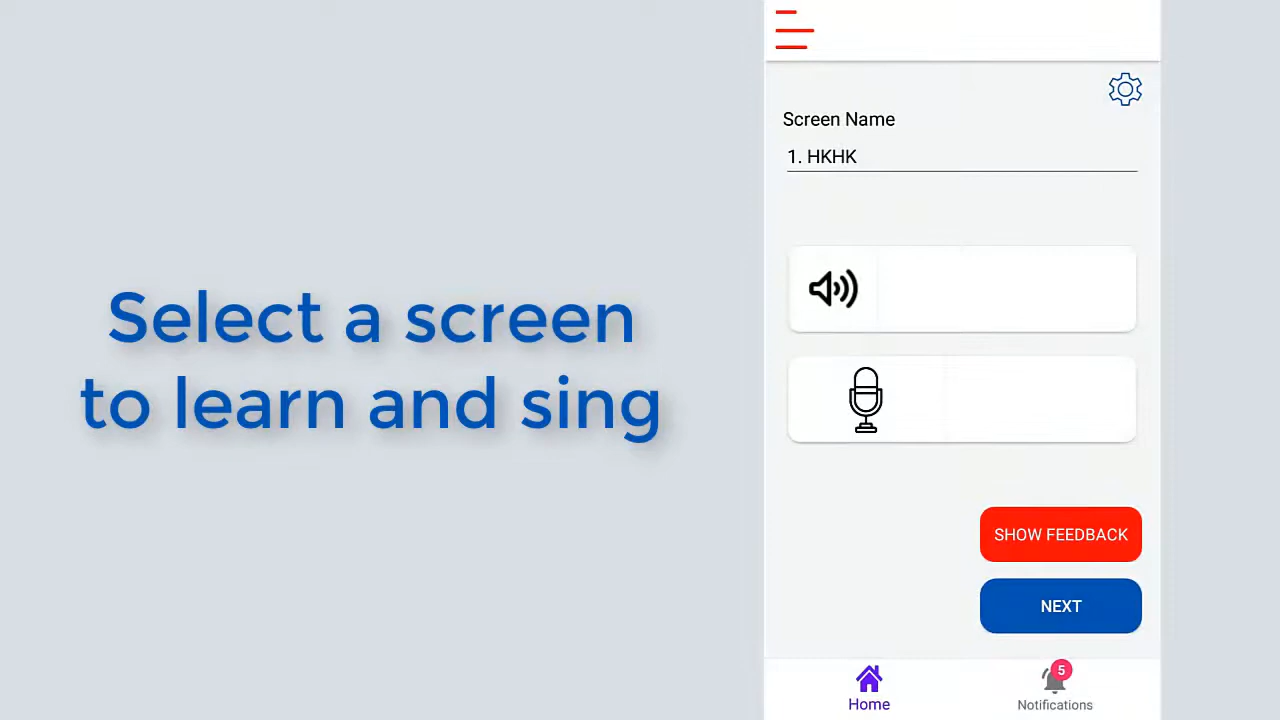 Select a screen
to learn and sing
Screen Name
1. HKHK
SHOW FEEDBACK
NEXT
5
Home
Notifications